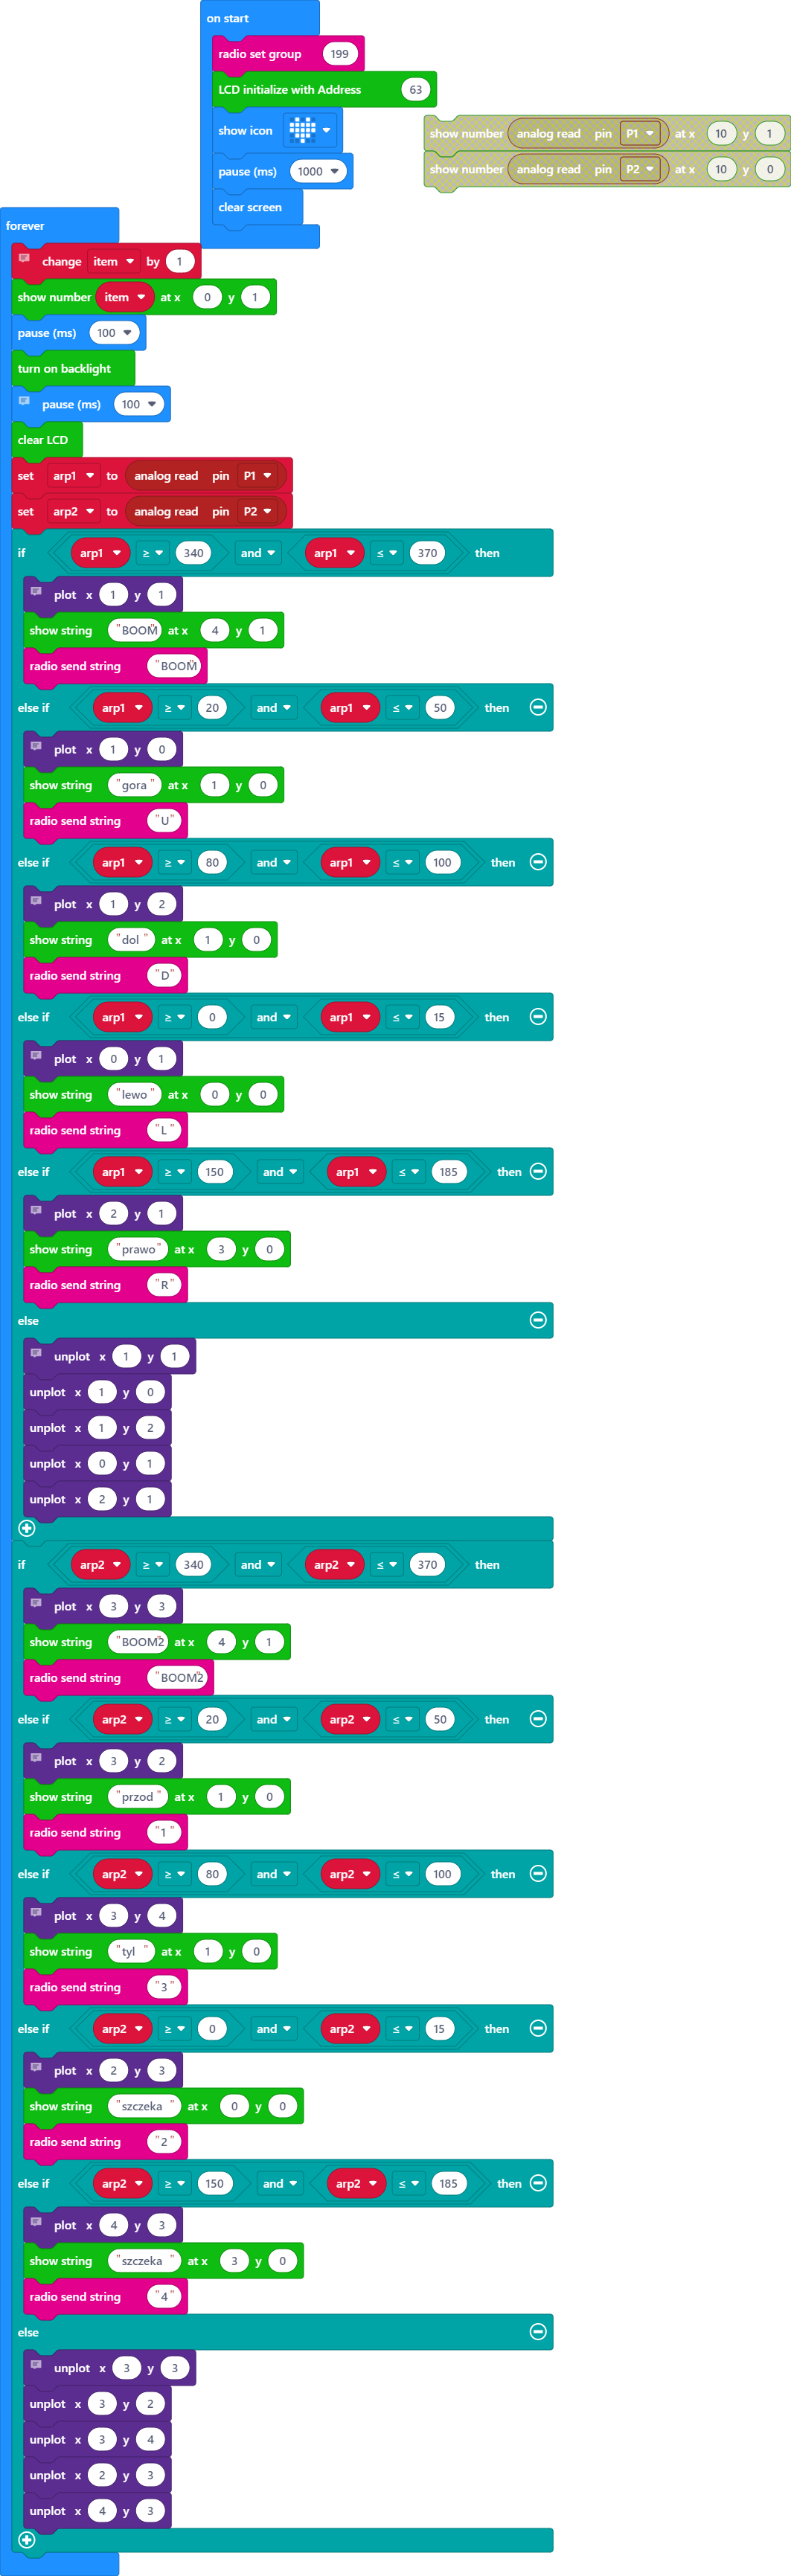 on start
radio set group 199
LCD initialize with Address 63
show icon
pause (ms) 1000
clear screen
show number analog read pin P1 at x 10 y 1
show number analog read pin P2 at x 10 y 0
forever
change item by 1
show number item at x 0 y 1
pause (ms) 100
turn on backlight
pause (ms) 100
clear LCD
set arp1 to analog read pin P1
set arp2 to analog read pin P2
if arp1 ≥ 340 and arp1 ≤ 370 then
plot x 1 y 1
show string "BOOM" at x 4 y 1
radio send string "BOOM"
else if arp1 ≥ 20 and arp1 ≤ 50 then
plot x 1 y 0
show string "gora" at x 1 y 0
radio send string "U"
else if arp1 ≥ 80 and arp1 ≤ 100 then
plot x 1 y 2
show string "dol" at x 1 y 0
radio send string "D"
else if arp1 ≥ 0 and arp1 ≤ 15 then
plot x 0 y 1
show string "lewo" at x 0 y 0
radio send string "L"
else if arp1 ≥ 150 and arp1 ≤ 185 then
plot x 2 y 1
show string "prawo" at x 3 y 0
radio send string "R"
else
unplot x 1 y 1
unplot x 1 y 0
unplot x 1 y 2
unplot x 0 y 1
unplot x 2 y 1
if arp2 ≥ 340 and arp2 ≤ 370 then
plot x 3 y 3
show string "BOOM2" at x 4 y 1
radio send string "BOOM2"
else if arp2 ≥ 20 and arp2 ≤ 50 then
plot x 3 y 2
show string "przod" at x 1 y 0
radio send string "1"
else if arp2 ≥ 80 and arp2 ≤ 100 then
plot x 3 y 4
show string "tyl" at x 1 y 0
radio send string "3"
else if arp2 ≥ 0 and arp2 ≤ 15 then
plot x 2 y 3
show string "szczeka" at x 0 y 0
radio send string "2"
else if arp2 ≥ 150 and arp2 ≤ 185 then
plot x 4 y 3
show string "szczeka" at x 3 y 0
radio send string "4"
else
unplot x 3 y 3
unplot x 3 y 2
unplot x 3 y 4
unplot x 2 y 3
unplot x 4 y 3